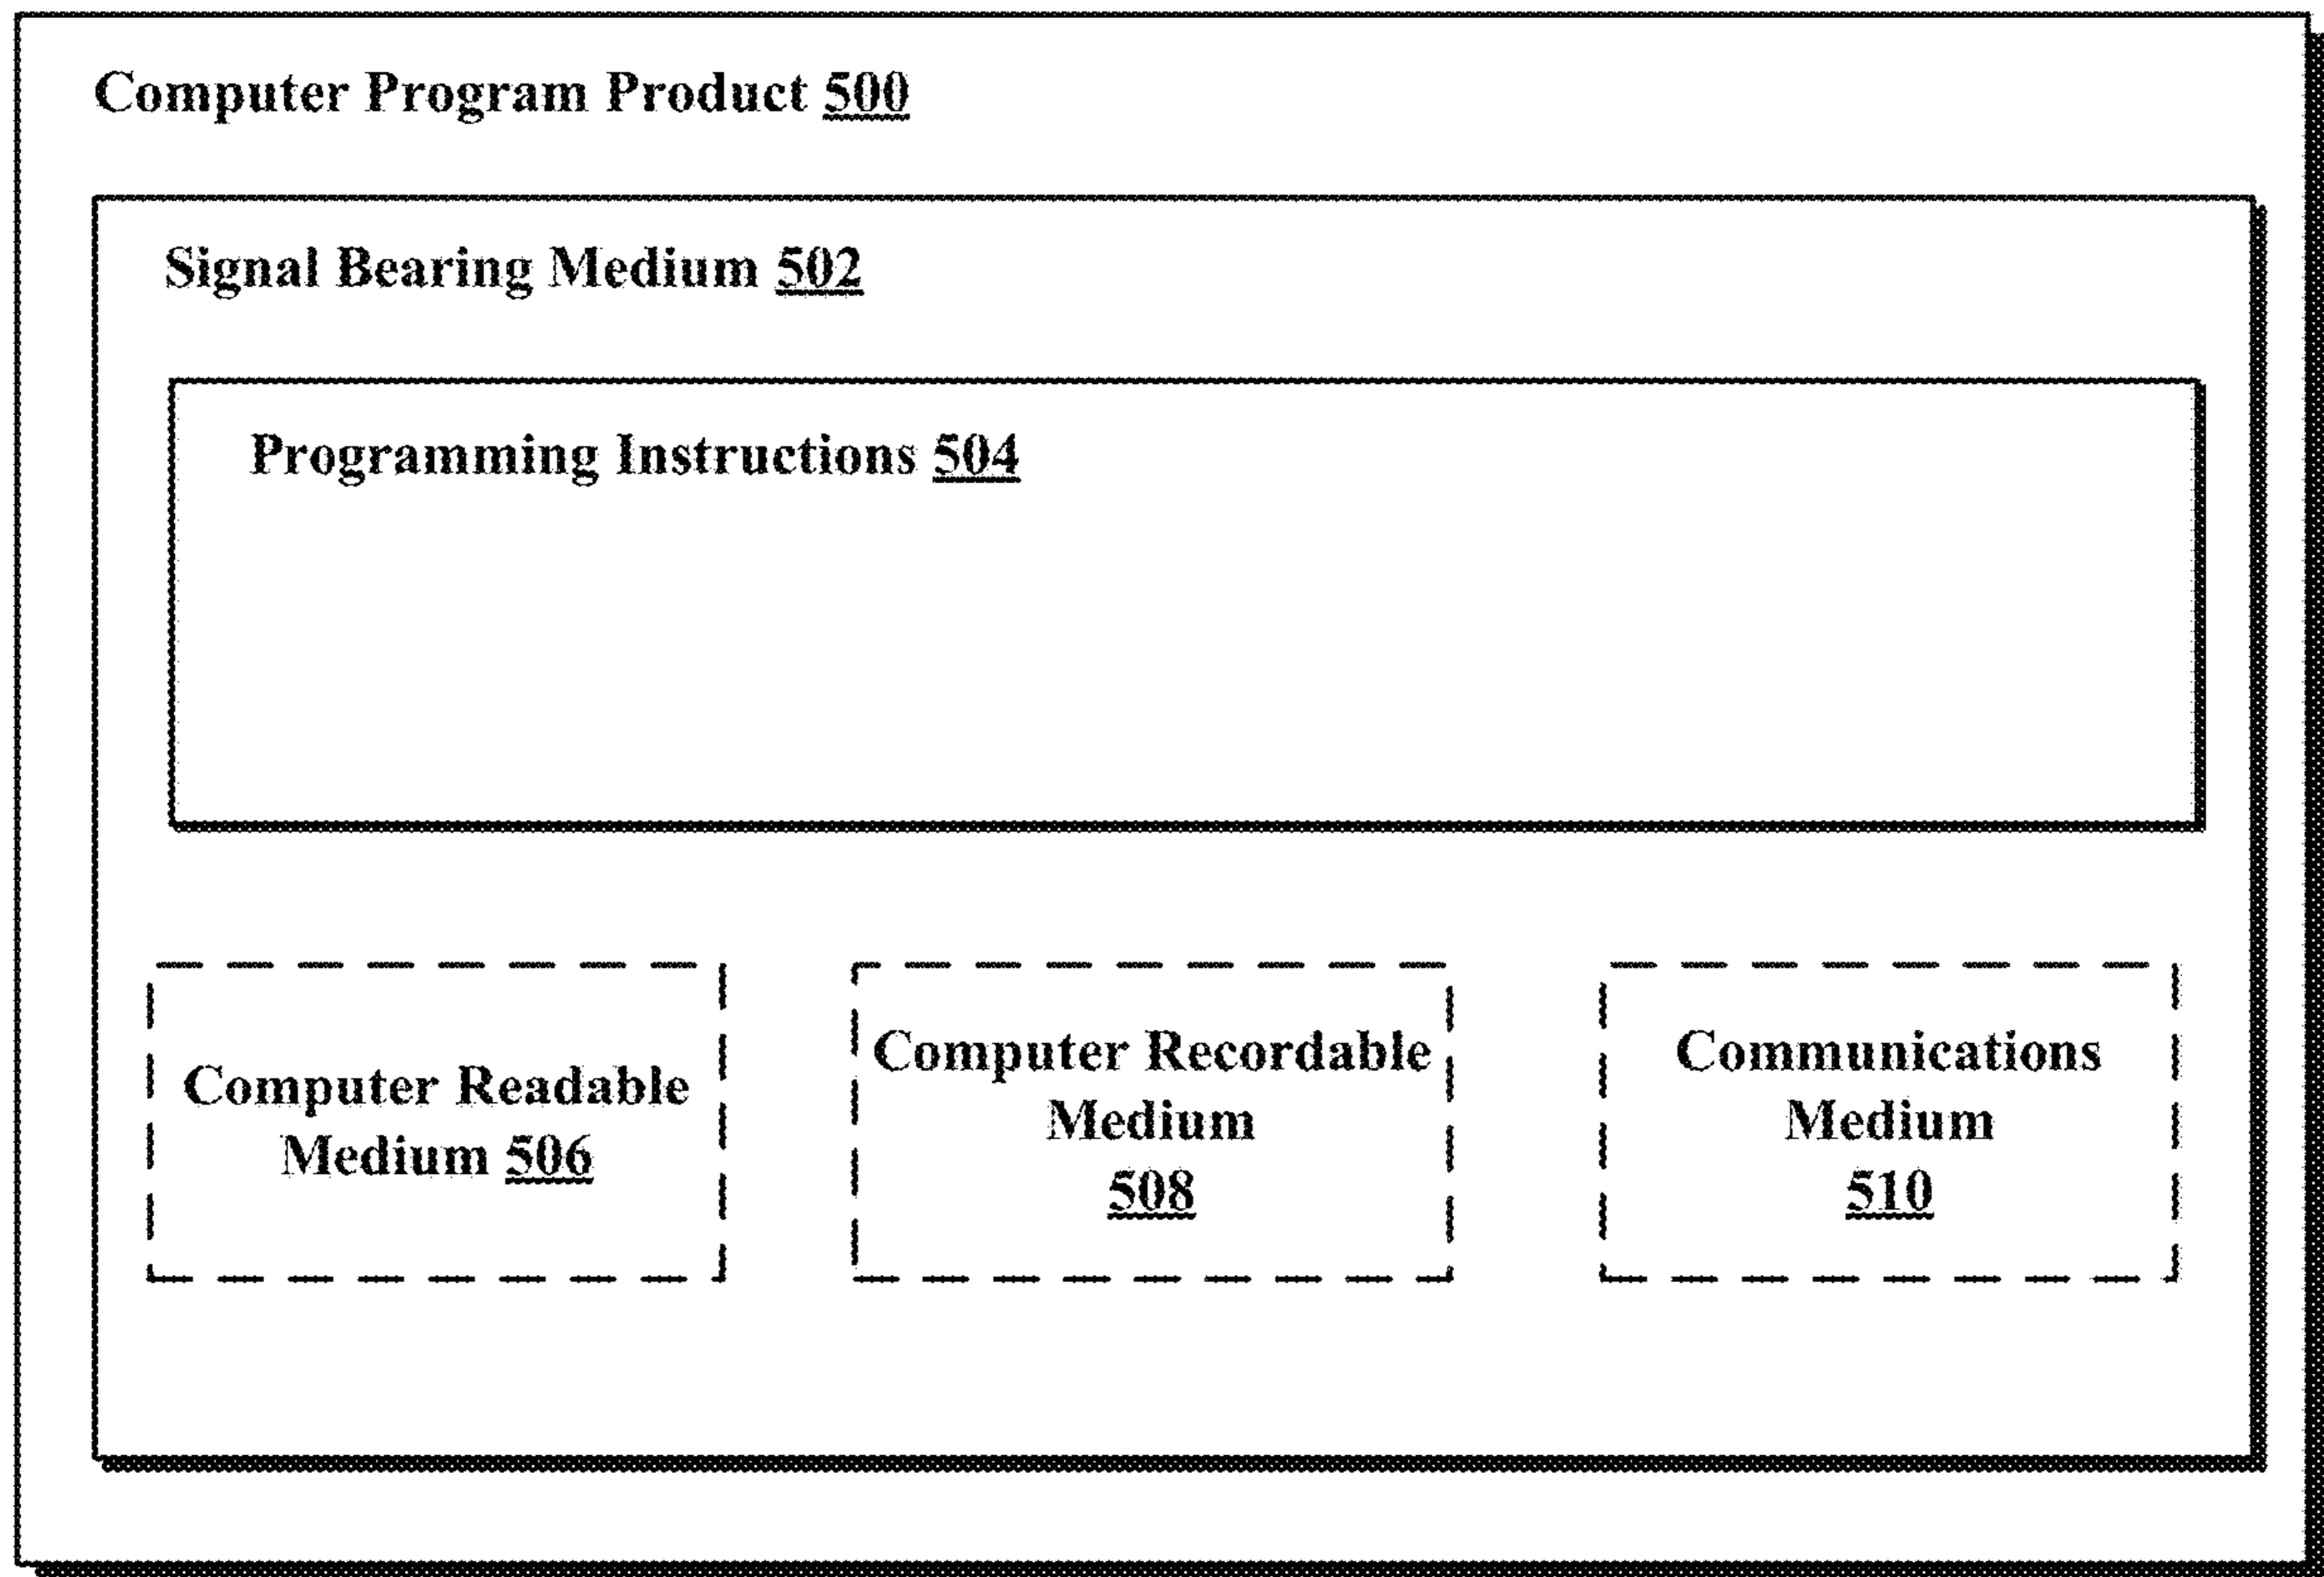 Computer Program Product 500
Signal Bearing Medium 502
Programming Instructions 504
Computer Readable
Medium 506
Computer Recordable
Medium
508
Communications
Medium
510